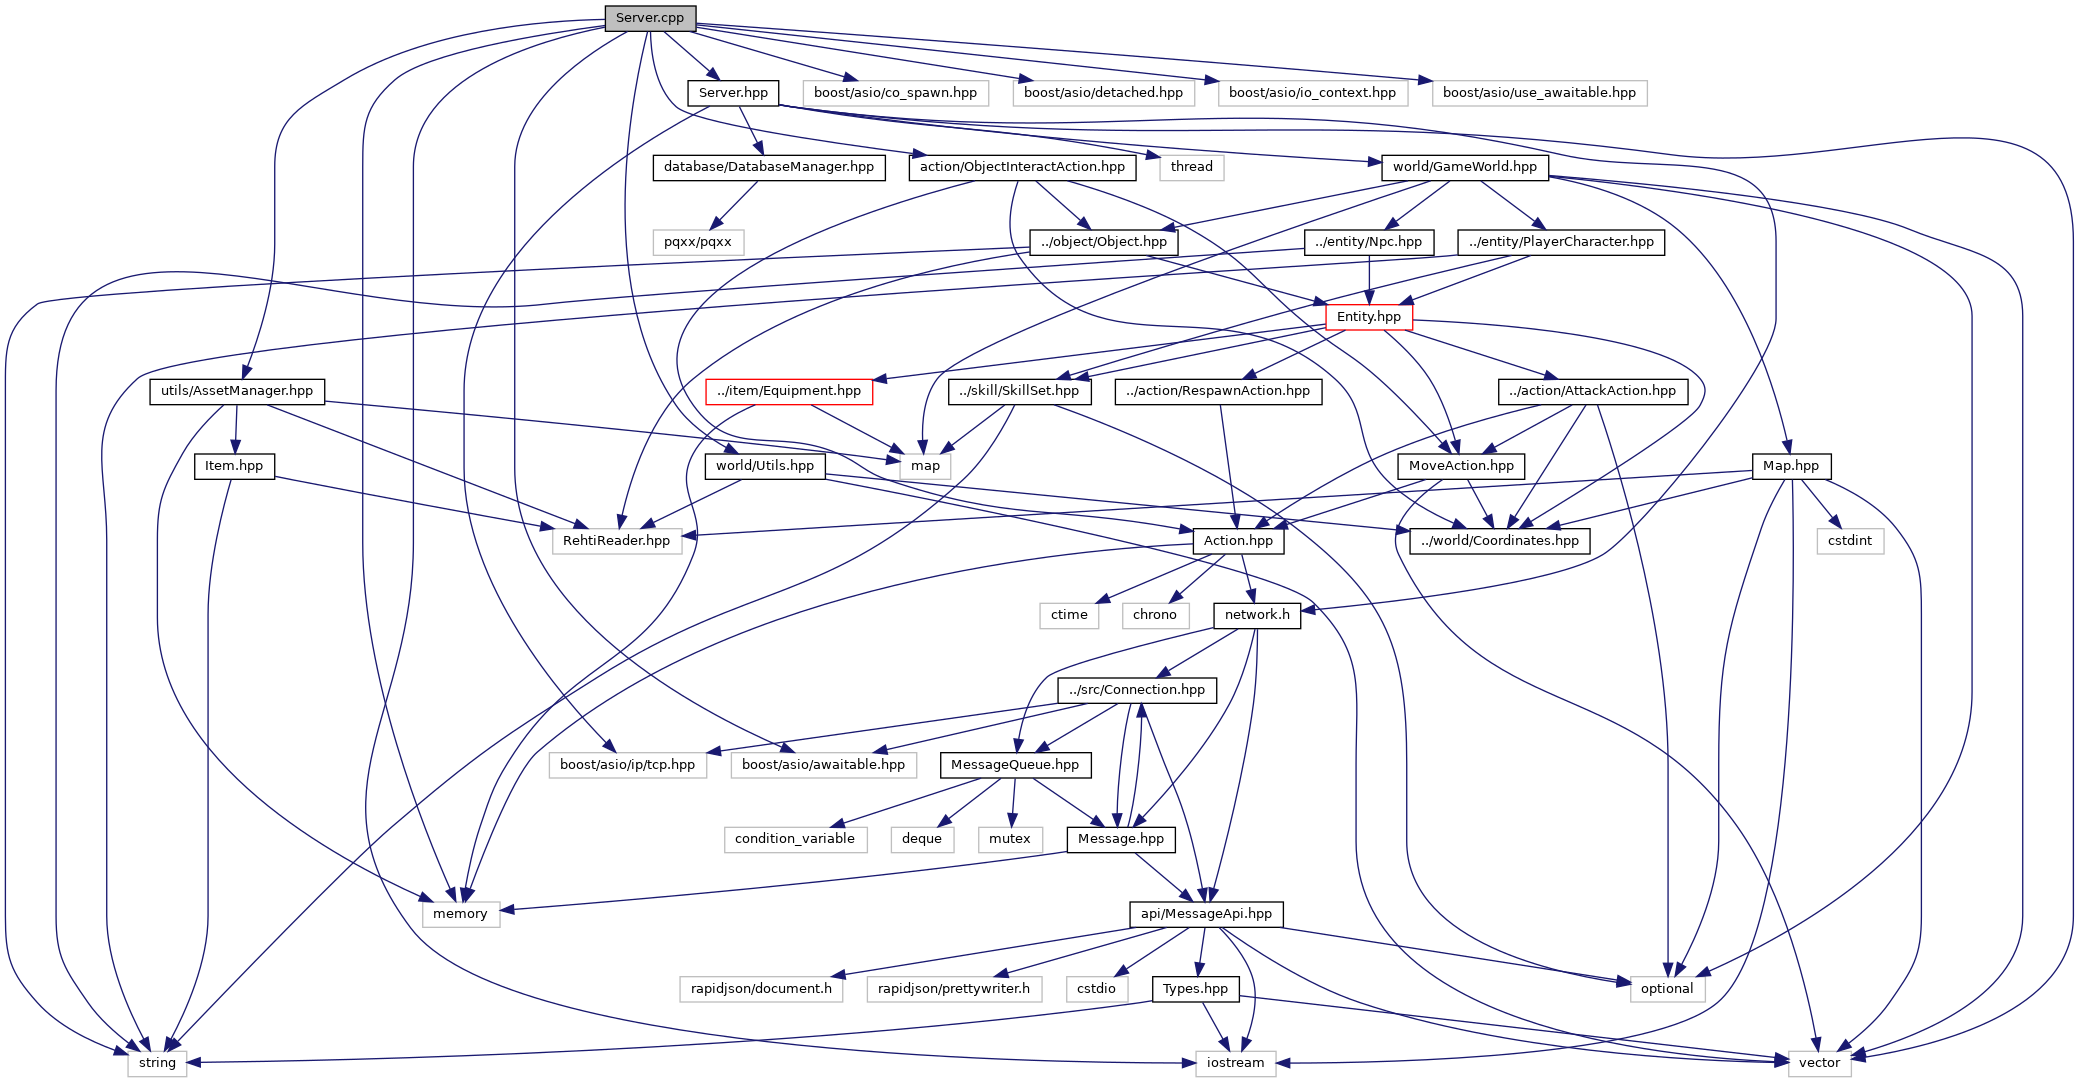 Server.cpp
Server.hpp
boost/asio/co_spawn.hpp
boost/asio/detached.hpp
boost/asio/io_context.hpp
boost/asio/use_awaitable.hpp
database/DatabaseManager.hpp
action/ObjectInteractAction.hpp
thread
world/GameWorld.hpp
pqxx/pqxx
../object/Object.hpp
../entity/Npc.hpp
../entity/PlayerCharacter.hpp
Entity.hpp
utils/AssetManager.hpp
../item/Equipment.hpp
../skill/SkillSet.hpp
../action/RespawnAction.hpp
../action/AttackAction.hpp
Item.hpp
world/Utils.hpp
map
MoveAction.hpp
Map.hpp
RehtiReader.hpp
Action.hpp
../world/Coordinates.hpp
cstdint
ctime
chrono
network.h
../src/Connection.hpp
boost/asio/ip/tcp.hpp
boost/asio/awaitable.hpp
MessageQueue.hpp
condition_variable
deque
mutex
Message.hpp
memory
api/MessageApi.hpp
rapidjson/document.h
rapidjson/prettywriter.h
cstdio
Types.hpp
optional
string
iostream
vector